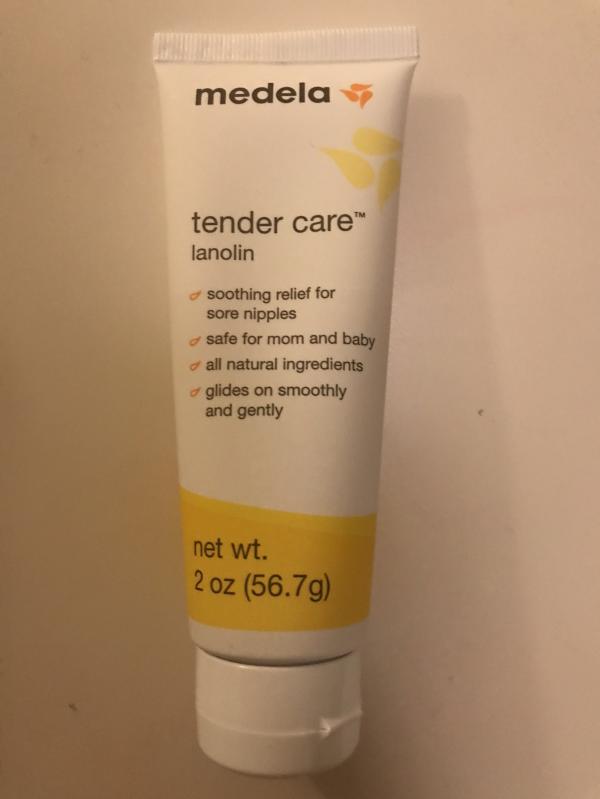 medela
tender care™
lanolin
soothing relief for
sore nipples
safe for mom and baby
all natural ingredients
glides on smoothly
and gently
net wt.
2 oz (56.7g)